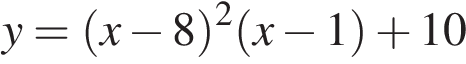 y = (x − 8)²(x − 1) + 10